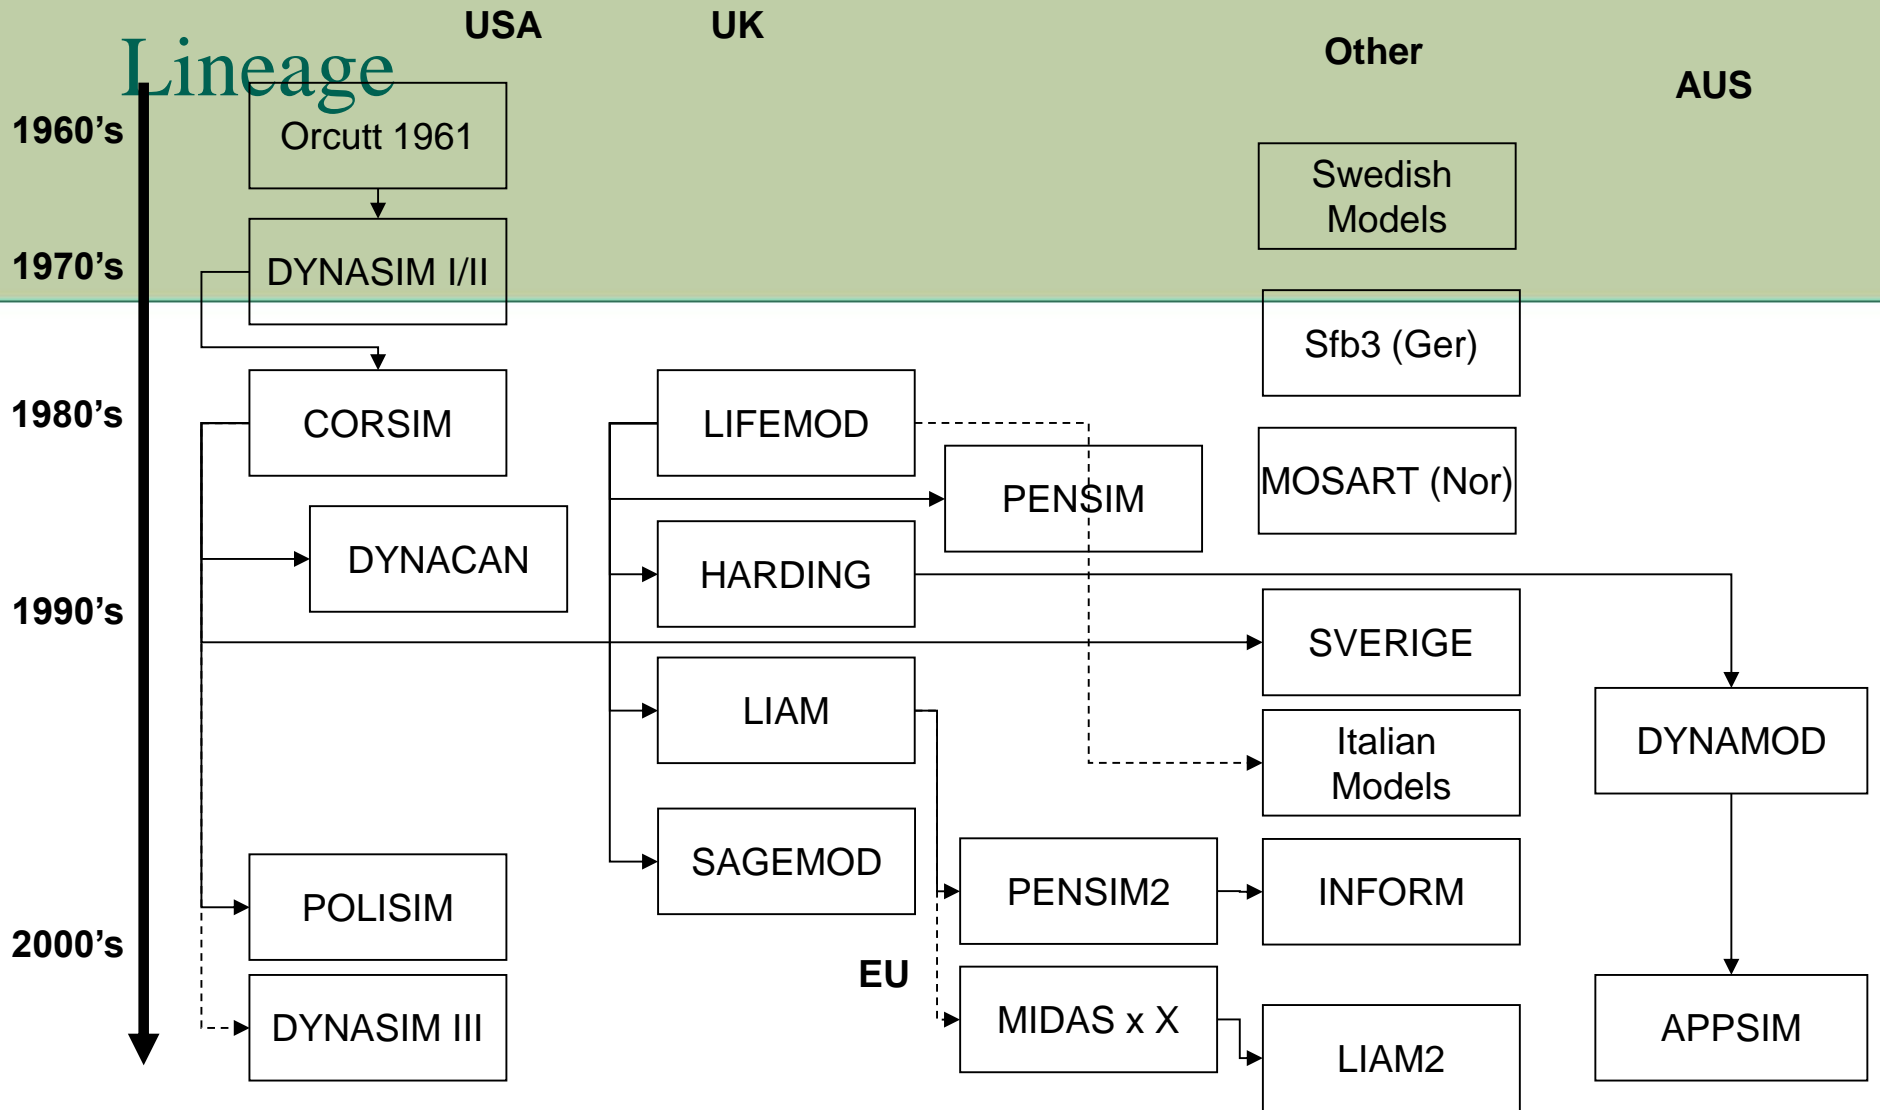 USA
UK
Other
AUS
Lineage
1960’s
Orcutt 1961
Swedish
Models
1970’s
DYNASIM I/II
Sfb3 (Ger)
1980’s
CORSIM
LIFEMOD
PENSIM
MOSART (Nor)
DYNACAN
HARDING
1990’s
SVERIGE
LIAM
DYNAMOD
Italian
Models
SAGEMOD
POLISIM
PENSIM2
INFORM
2000’s
EU
DYNASIM III
MIDAS x X
LIAM2
APPSIM